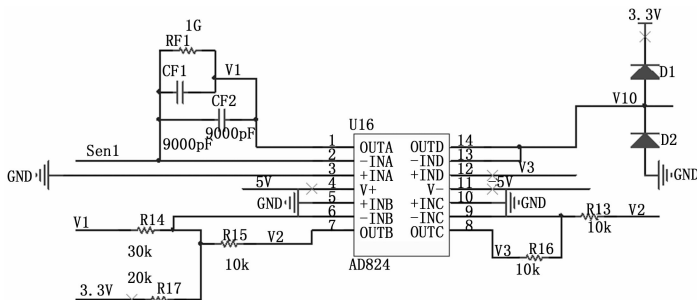 3.3V
1G
RF1
D1
CF1
V1
CF2
V10
U16
9000pF
9000pF
D2
1 OUTA OUTD 14
Sen1
2 −INA −IND 13
3 +INA +IND 12 V3
GND
GND
5V 4 V+ V− 11 5V
GND 5 +INB +INC 10 GND
V1 R14 6 −INB −INC 9 R13 V2
R15 V2 7 OUTB OUTC 8 10k
30k V3 R16
20k 10k AD824 10k
3.3V R17